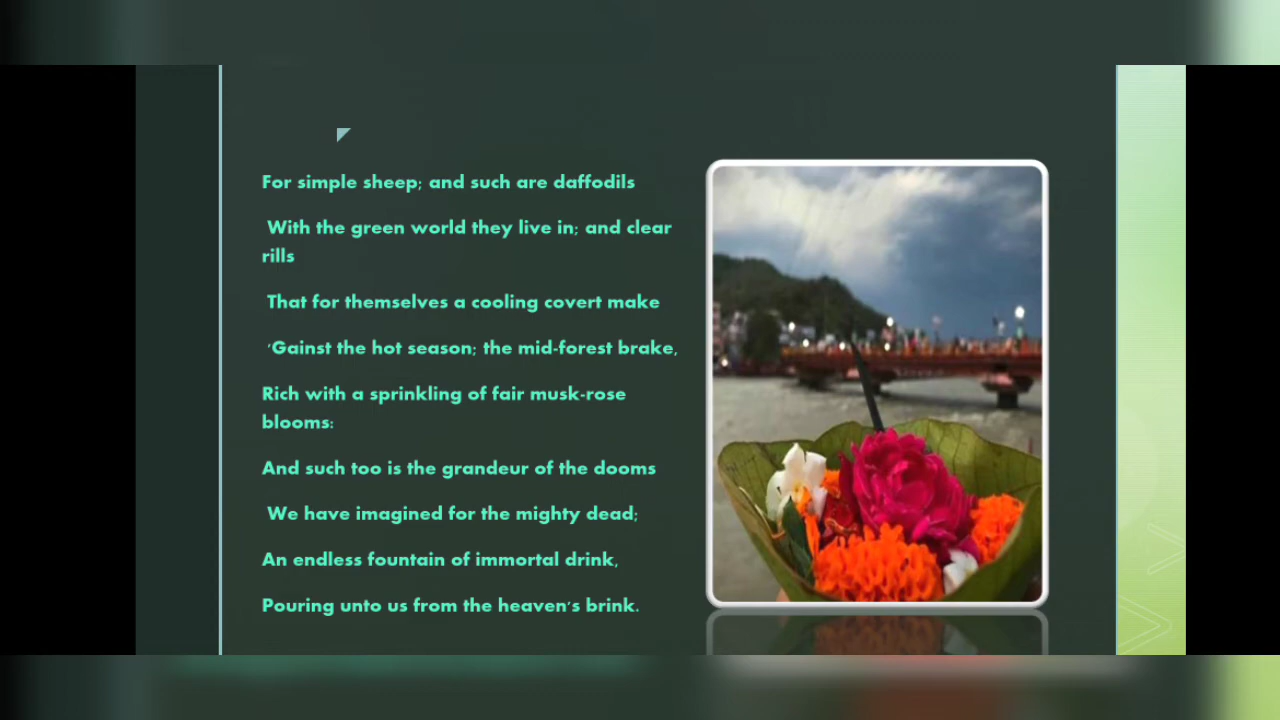 For simple sheep; and such are daffodils
With the green world they live in; and clear
rills
That for themselves a cooling covert make
'Gainst the hot season; the mid-forest brake,
Rich with a sprinkling of fair musk-rose
blooms:
And such too is the grandeur of the dooms
We have imagined for the mighty dead;
An endless fountain of immortal drink,
Pouring unto us from the heaven's brink.